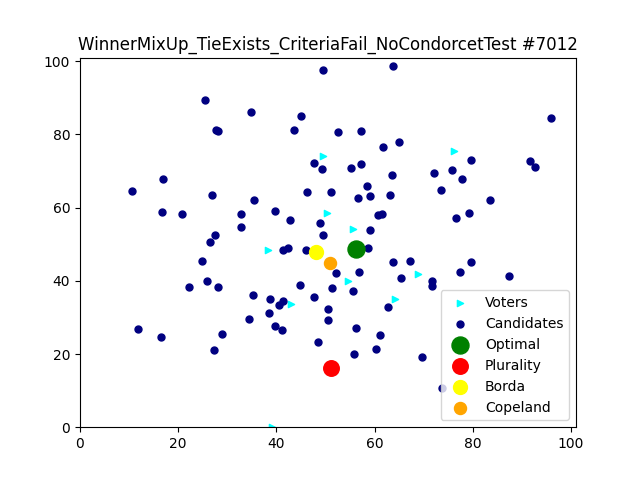 WinnerMixUp_TieExists_CriteriaFail_NoCondorcetTest #7012
100
80
60
40
20
0
0 20 40 60 80 100
Voters
Candidates
Optimal
Plurality
Borda
Copeland